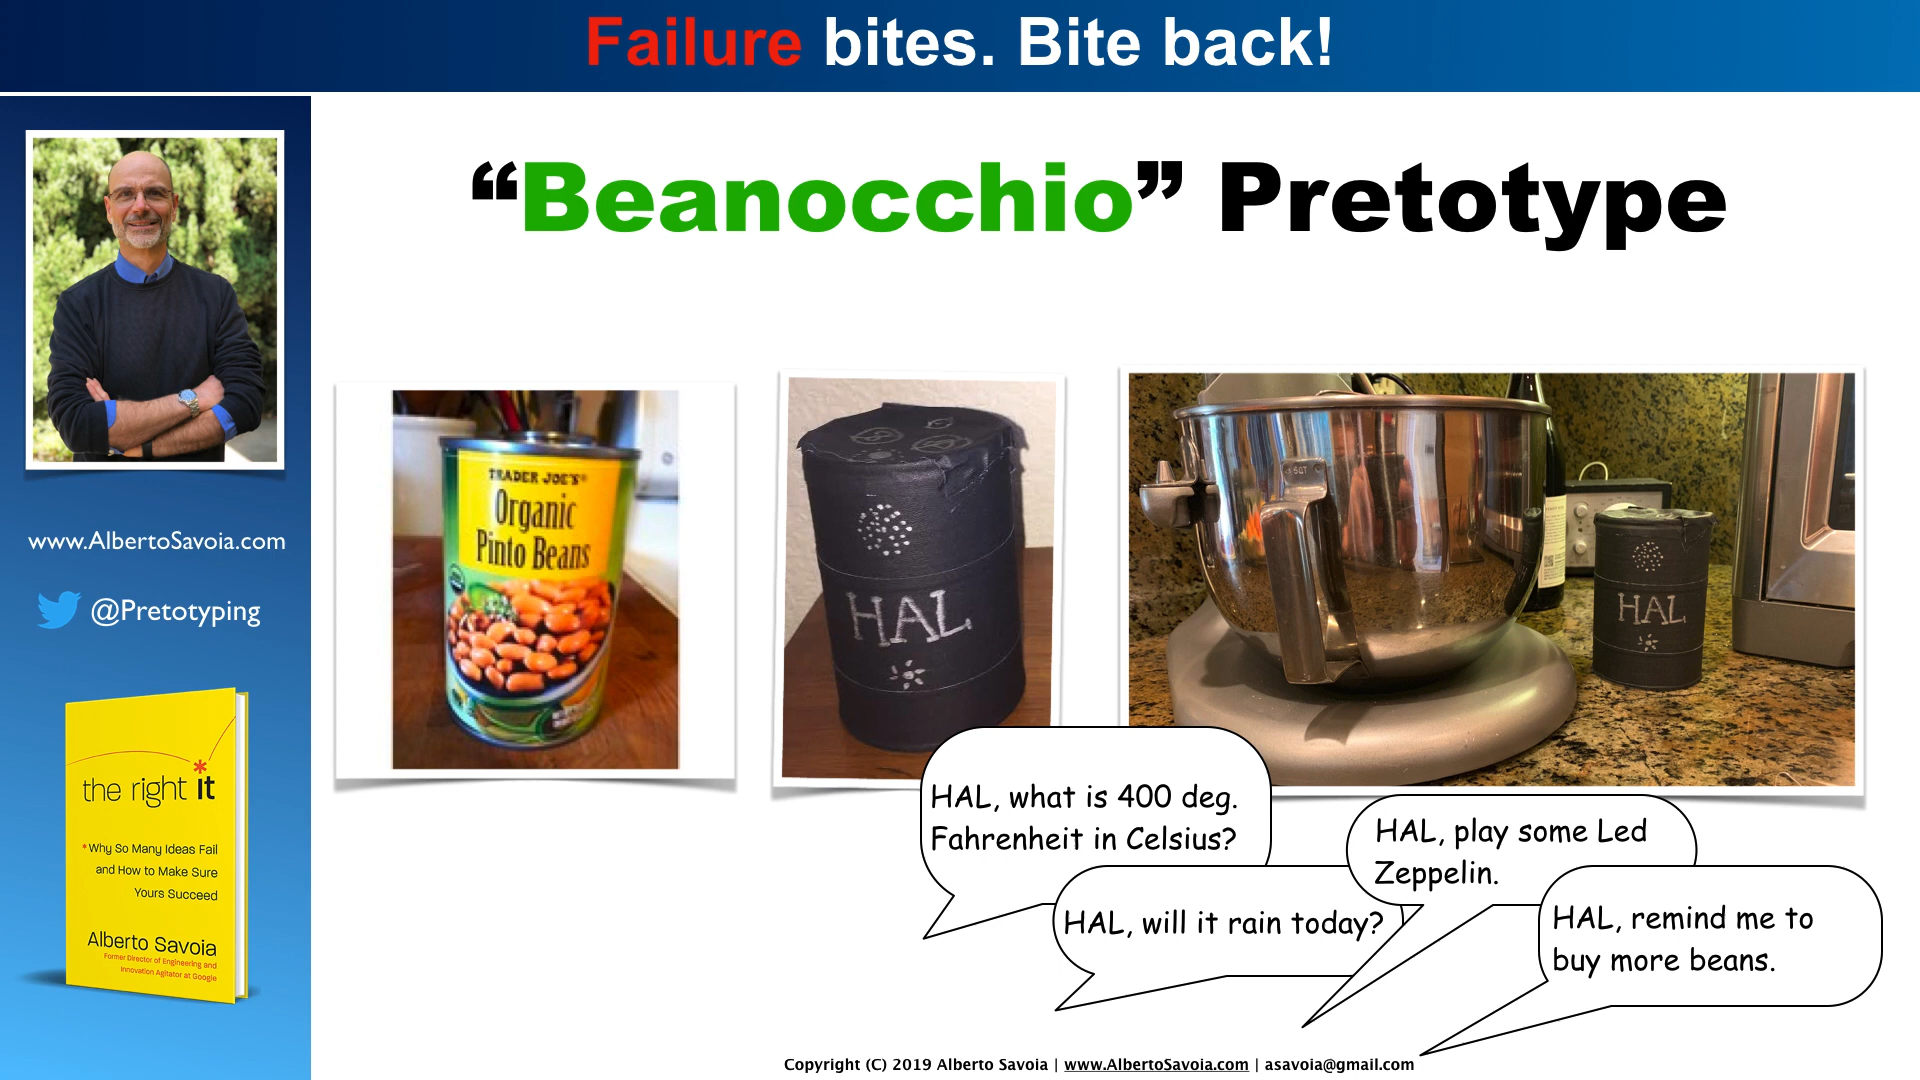 Failure bites. Bite back!
“Beanocchio” Pretotype
www.AlbertoSavoia.com
@Pretotyping
the right it
*Why So Many Ideas Fail
and How to Make Sure
Yours Succeed
Alberto Savoia
Former Director of Engineering and
Innovation Agitator at Google
TRADER JOE'S
Organic
Pinto Beans
HAL
HAL
HAL, what is 400 deg.
Fahrenheit in Celsius?
HAL, will it rain today?
HAL, play some Led
Zeppelin.
HAL, remind me to
buy more beans.
Copyright (C) 2019 Alberto Savoia | www.AlbertoSavoia.com | asavoia@gmail.com